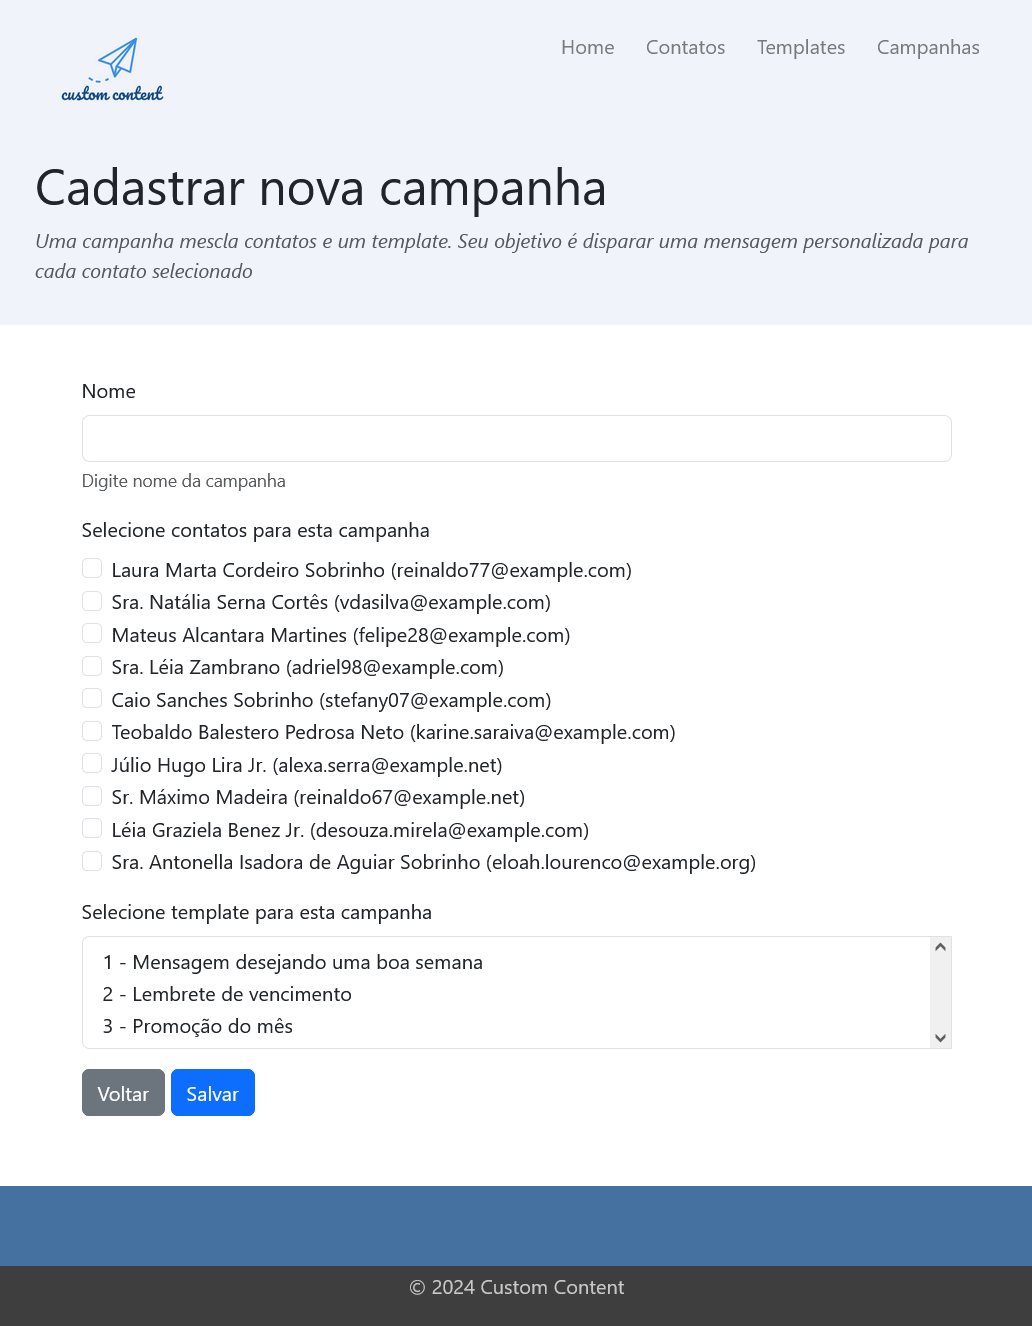 custom content
Home Contatos Templates Campanhas
Cadastrar nova campanha
Uma campanha mescla contatos e um template. Seu objetivo é disparar uma mensagem personalizada para
cada contato selecionado
Nome
Digite nome da campanha
Selecione contatos para esta campanha
Laura Marta Cordeiro Sobrinho (reinaldo77@example.com)
Sra. Natália Serna Cortês (vdasilva@example.com)
Mateus Alcantara Martines (felipe28@example.com)
Sra. Léia Zambrano (adriel98@example.com)
Caio Sanches Sobrinho (stefany07@example.com)
Teobaldo Balestero Pedrosa Neto (karine.saraiva@example.com)
Júlio Hugo Lira Jr. (alexa.serra@example.net)
Sr. Máximo Madeira (reinaldo67@example.net)
Léia Graziela Benez Jr. (desouza.mirela@example.com)
Sra. Antonella Isadora de Aguiar Sobrinho (eloah.lourenco@example.org)
Selecione template para esta campanha
1 - Mensagem desejando uma boa semana
2 - Lembrete de vencimento
3 - Promoção do mês
Voltar Salvar
© 2024 Custom Content